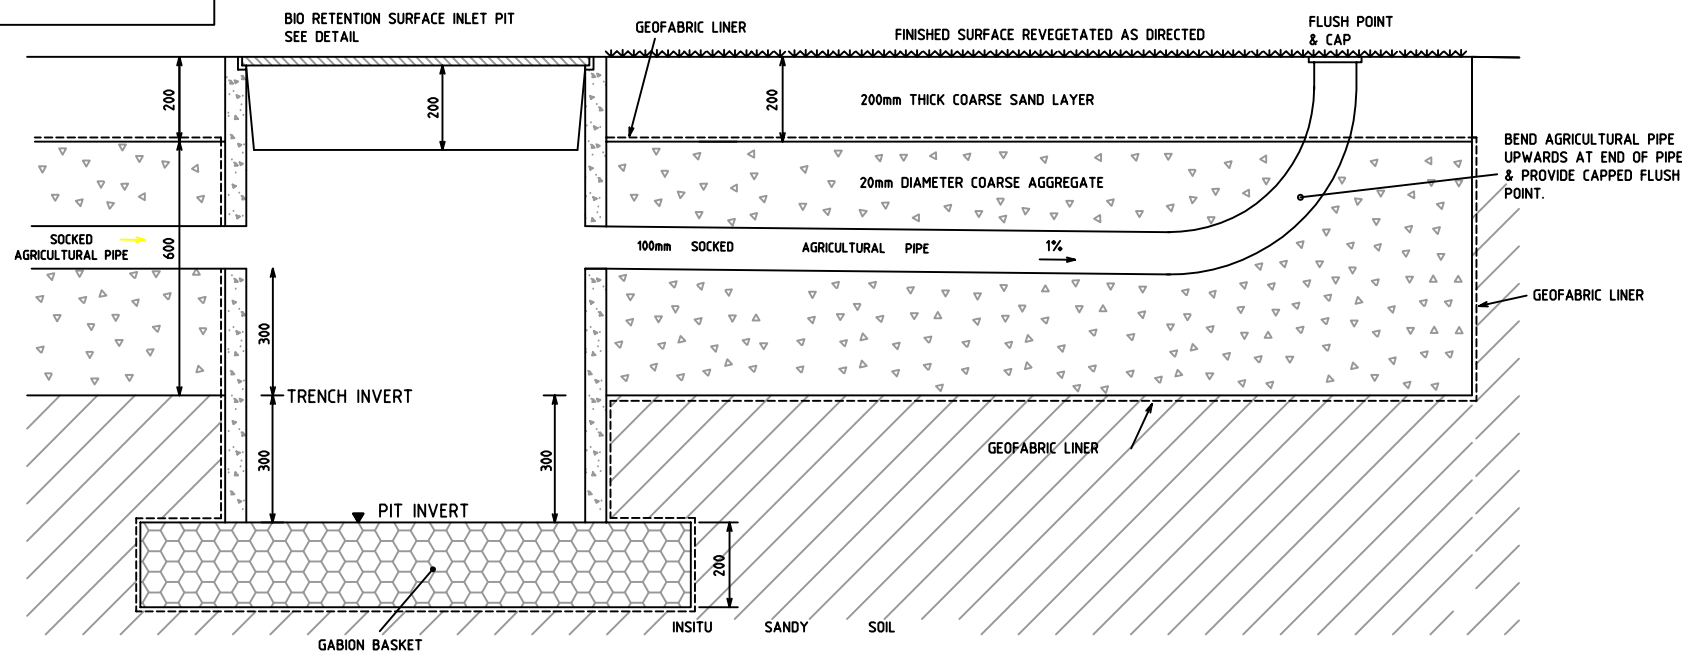 BIO RETENTION SURFACE INLET PIT
SEE DETAIL
GEOFABRIC LINER
FINISHED SURFACE REVEGETATED AS DIRECTED
FLUSH POINT
& CAP
200
200
200
200mm THICK COARSE SAND LAYER
BEND AGRICULTURAL PIPE
UPWARDS AT END OF PIPE
& PROVIDE CAPPED FLUSH
POINT.
20mm DIAMETER COARSE AGGREGATE
SOCKED
AGRICULTURAL PIPE
600
100mm SOCKED AGRICULTURAL PIPE
1%
GEOFABRIC LINER
300
TRENCH INVERT
GEOFABRIC LINER
300
300
PIT INVERT
200
GABION BASKET
INSITU SANDY SOIL